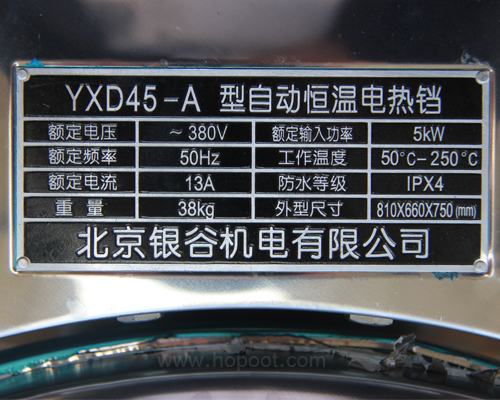 YXD45-A 型自动恒温电热铛
额定电压 ~380V 额定输入功率 5kW
额定频率 50Hz 工作温度 50°C-250°C
额定电流 13A 防水等级 IPX4
重量 38kg 外型尺寸 810X660X750(mm)
北京银谷机电有限公司
www.hopoot.com